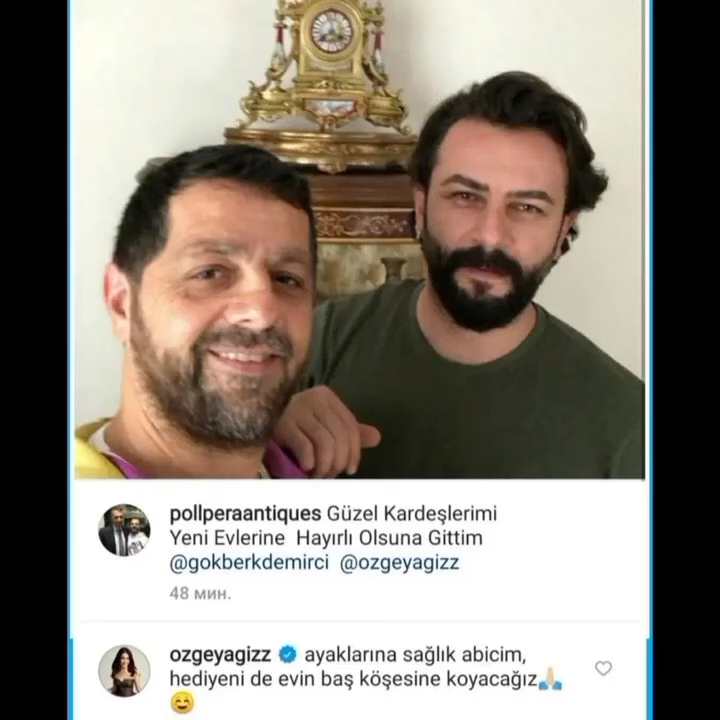 pollperaantiques Güzel Kardeşlerimi
Yeni Evlerine Hayırlı Olsuna Gittim
@gokberkdemirci @ozgeyagizz
48 мин.
ozgeyagizz ayaklarına sağlık abicim,
hediyeni de evin baş köşesine koyacağız🙏🏼
😄